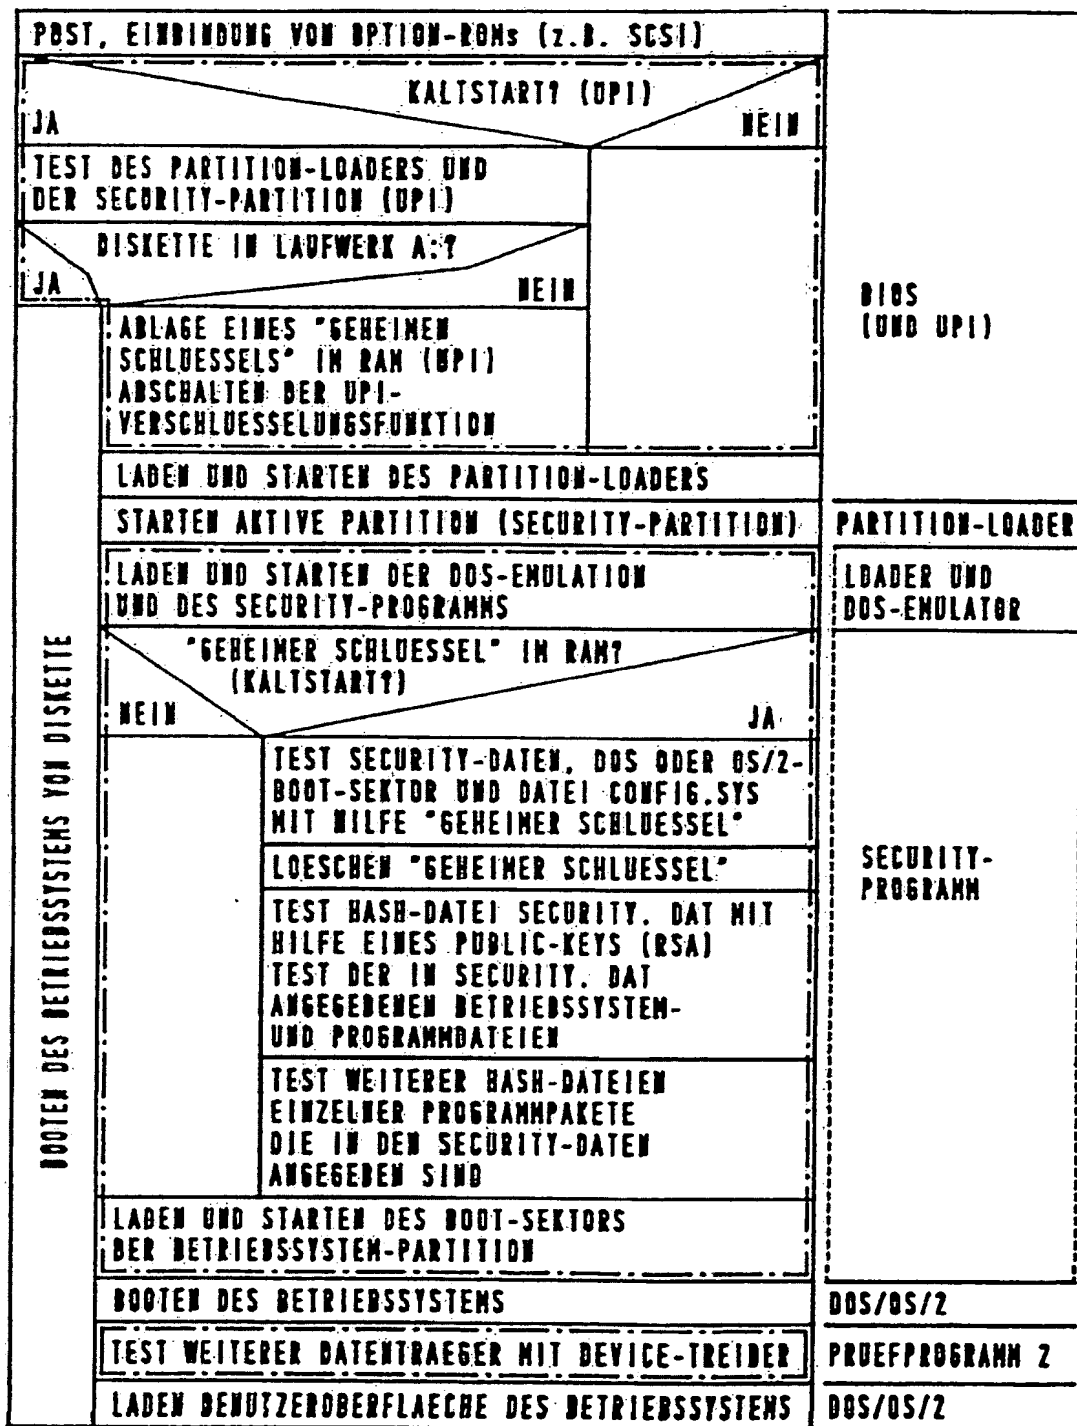 POST, EINBINDUNG VON OPTION-ROMs (z.B. SCSI)
KALTSTART? (UPI)
JA
NEIN
TEST DES PARTITION-LOADERS UND
DER SECURITY-PARTITION (UPI)
DISKETTE IN LAUFWERK A:?
JA
NEIN
ABLAGE EINES "GEHEIMEN
SCHLUESSELS" IM RAM (UPI)
ABSCHALTEN DER UPI-
VERSCHLUESSELUNGSFUNKTION
BIOS
(UND UPI)
LADEN UND STARTEN DES PARTITION-LOADERS
STARTEN AKTIVE PARTITION (SECURITY-PARTITION)
PARTITION-LOADER
LADEN UND STARTEN DER DOS-EMULATION
UND DES SECURITY-PROGRAMMS
LOADER UND
DOS-EMULATOR
"GEHEIMER SCHLUESSEL" IM RAM?
(KALTSTART?)
NEIN
JA
TEST SECURITY-DATEN, DOS ODER OS/2-
BOOT-SEKTOR UND DATEI CONFIG.SYS
MIT HILFE "GEHEIMER SCHLUESSEL"
LOESCHEN "GEHEIMER SCHLUESSEL"
TEST HASH-DATEI SECURITY. DAT MIT
HILFE EINES PUBLIC-KEYS (RSA)
TEST DER IN SECURITY. DAT
ANGEGEBENEN BETRIEBSSYSTEM-
UND PROGRAMMDATEIEN
TEST WEITERER HASH-DATEIEN
EINZELNER PROGRAMMPAKETE
DIE IN DEN SECURITY-DATEN
ANGEGEBEN SIND
SECURITY-
PROGRAMM
LADEN UND STARTEN DES BOOT-SEKTORS
DER BETRIEBSSYSTEM-PARTITION
BOOTEN DES BETRIEBSSYSTEMS VON DISKETTE
BOOTEN DES BETRIEBSSYSTEMS
DOS/OS/2
TEST WEITERER DATENTRAEGER MIT DEVICE-TREIBER
PRUEFPROGRAMM 2
LADEN BENUTZEROBERFLAECHE DES BETRIEBSSYSTEMS
DOS/OS/2